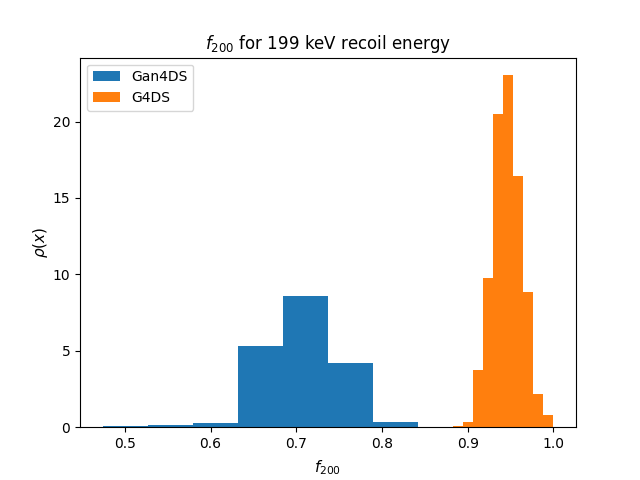 f₂₀₀ for 199 keV recoil energy
Gan4DS
G4DS
ρ(x)
20
15
10
5
0
0.5 0.6 0.7 0.8 0.9 1.0
f₂₀₀